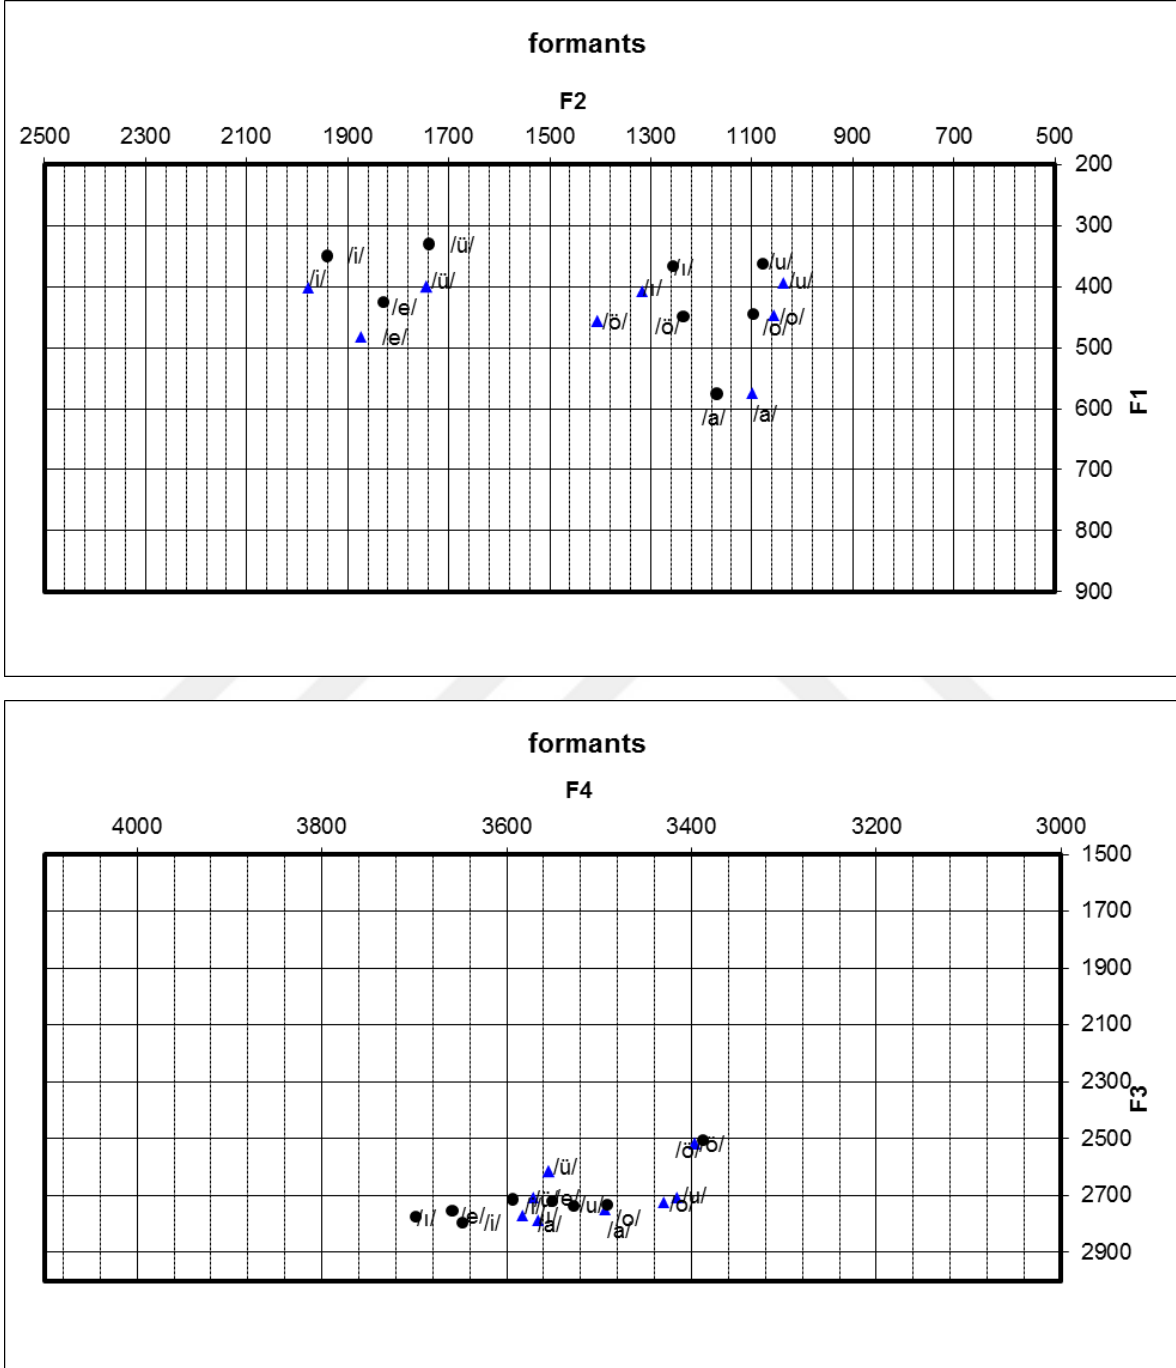 formants
F2
2500 2300 2100 1900 1700 1500 1300 1100 900 700 500
200
/ü/
/i/ /ı/ /u/
300
/i/ /ü/ /ı/ /u/
400
/e/ /ö/ /ö/ /o/ /o/
/e/
500
/a/ /a/
600
F1
700
800
900
formants
F4
4000 3800 3600 3400 3200 3000
1500
1700
1900
2100
2300
F3
/ö/ /ö/
2500
/ü/
2700
/i/ /ü/ /e/ /u/ /o/ /u/
/ı/ /e/ /i/ /ı/ /a/ /o/ /a/
2900